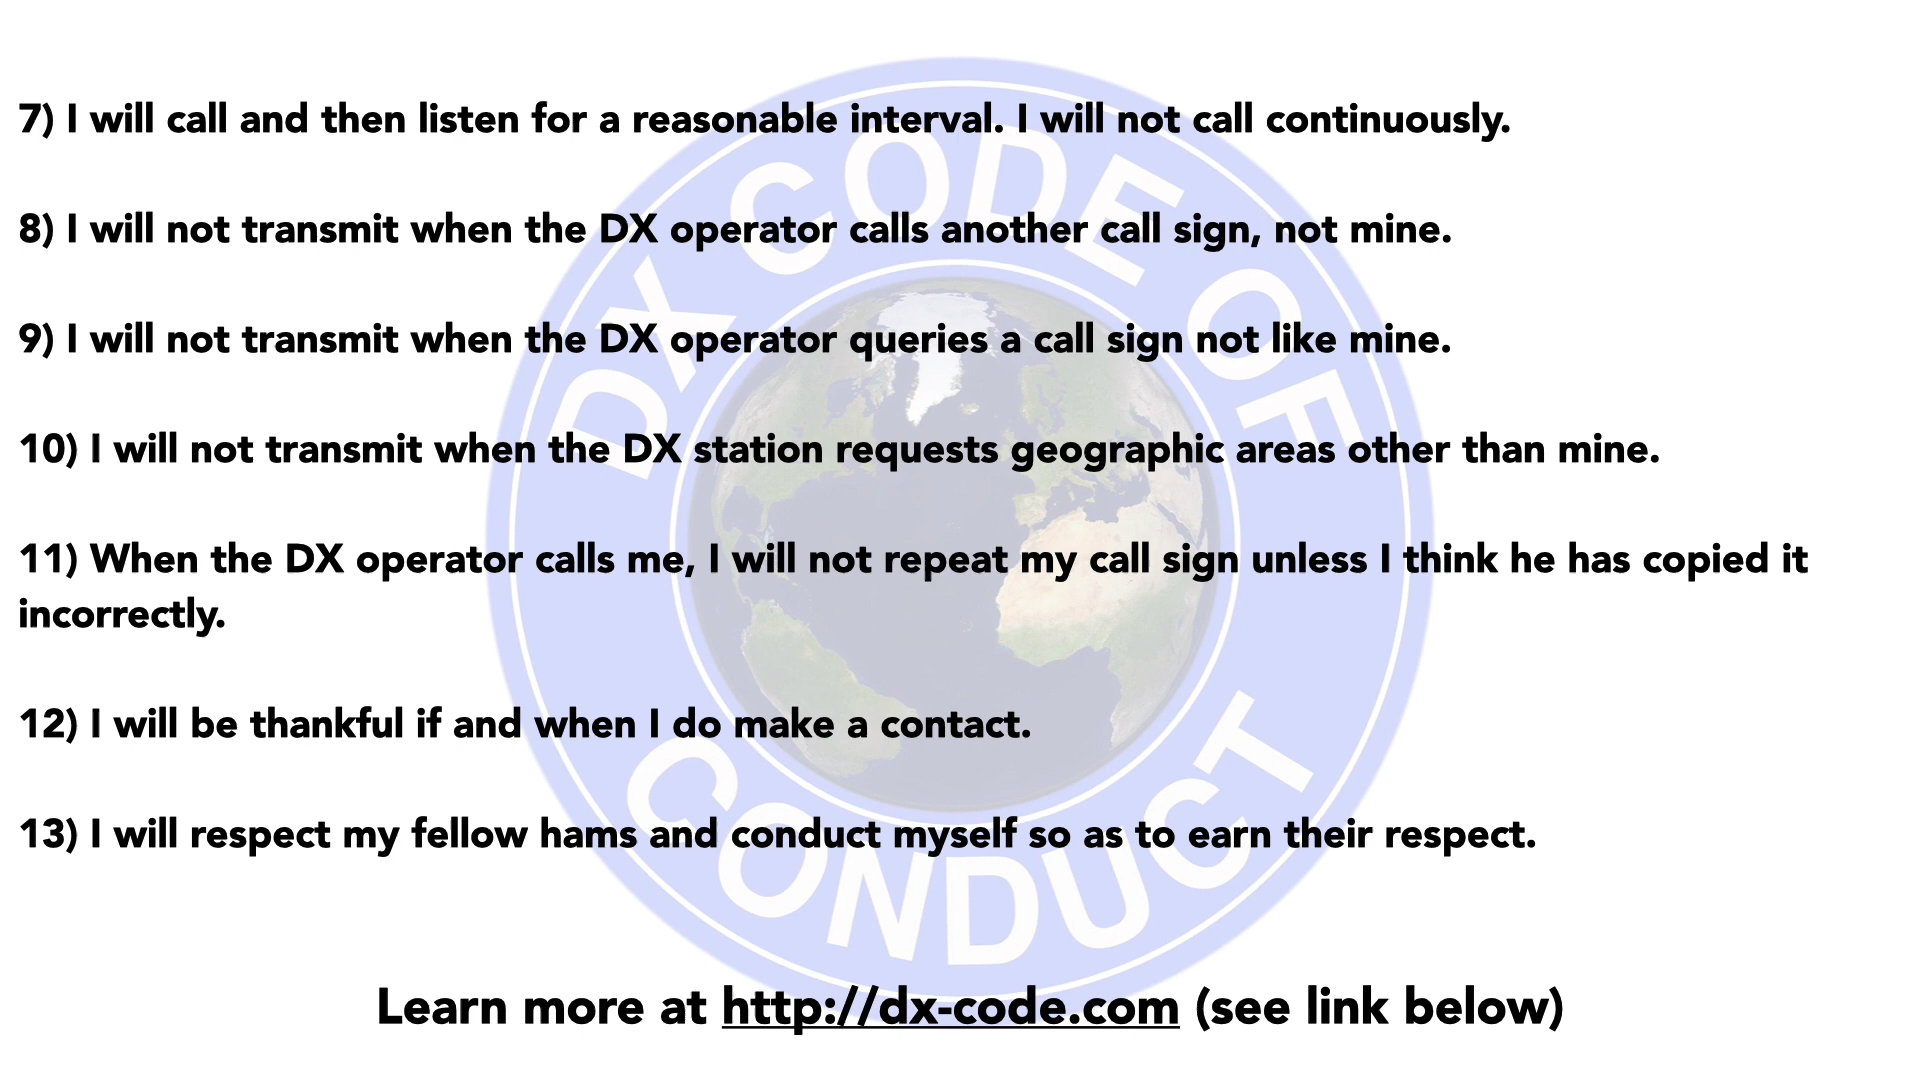 7) I will call and then listen for a reasonable interval. I will not call continuously.
8) I will not transmit when the DX operator calls another call sign, not mine.
9) I will not transmit when the DX operator queries a call sign not like mine.
10) I will not transmit when the DX station requests geographic areas other than mine.
11) When the DX operator calls me, I will not repeat my call sign unless I think he has copied it
incorrectly.
12) I will be thankful if and when I do make a contact.
13) I will respect my fellow hams and conduct myself so as to earn their respect.
Learn more at http://dx-code.com (see link below)
DX CODE OF
CONDUCT